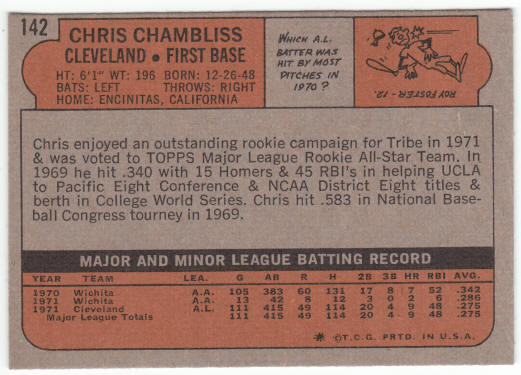 142
CHRIS CHAMBLISS
CLEVELAND • FIRST BASE
HT: 6'1" WT: 196 BORN: 12-26-48
BATS: LEFT THROWS: RIGHT
HOME: ENCINITAS, CALIFORNIA
WHICH A.L.
BATTER WAS
HIT BY MOST
PITCHES IN
1970?
ROY FOSTER - 12.
Chris enjoyed an outstanding rookie campaign for Tribe in 1971
& was voted to TOPPS Major League Rookie All-Star Team. In
1969 he hit .340 with 15 Homers & 45 RBI's in helping UCLA
to Pacific Eight Conference & NCAA District Eight titles &
berth in College World Series. Chris hit .583 in National Base-
ball Congress tourney in 1969.
MAJOR AND MINOR LEAGUE BATTING RECORD
YEAR TEAM LEA. G AB R H 2B 3B HR RBI AVG.
1970 Wichita A.A. 105 383 60 131 17 8 7 52 .342
1971 Wichita A.A. 13 42 8 12 3 0 2 6 .286
1971 Cleveland A.L. 111 415 49 114 20 4 9 48 .275
Major League Totals 111 415 49 114 20 4 9 48 .275
* ©T.C.G. PRTD. IN U.S.A.